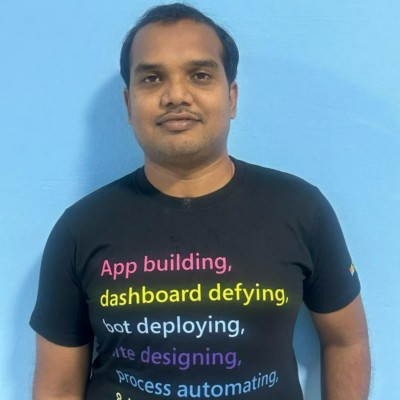 App building,
dashboard defying,
bot deploying,
designing,
process automating,
&